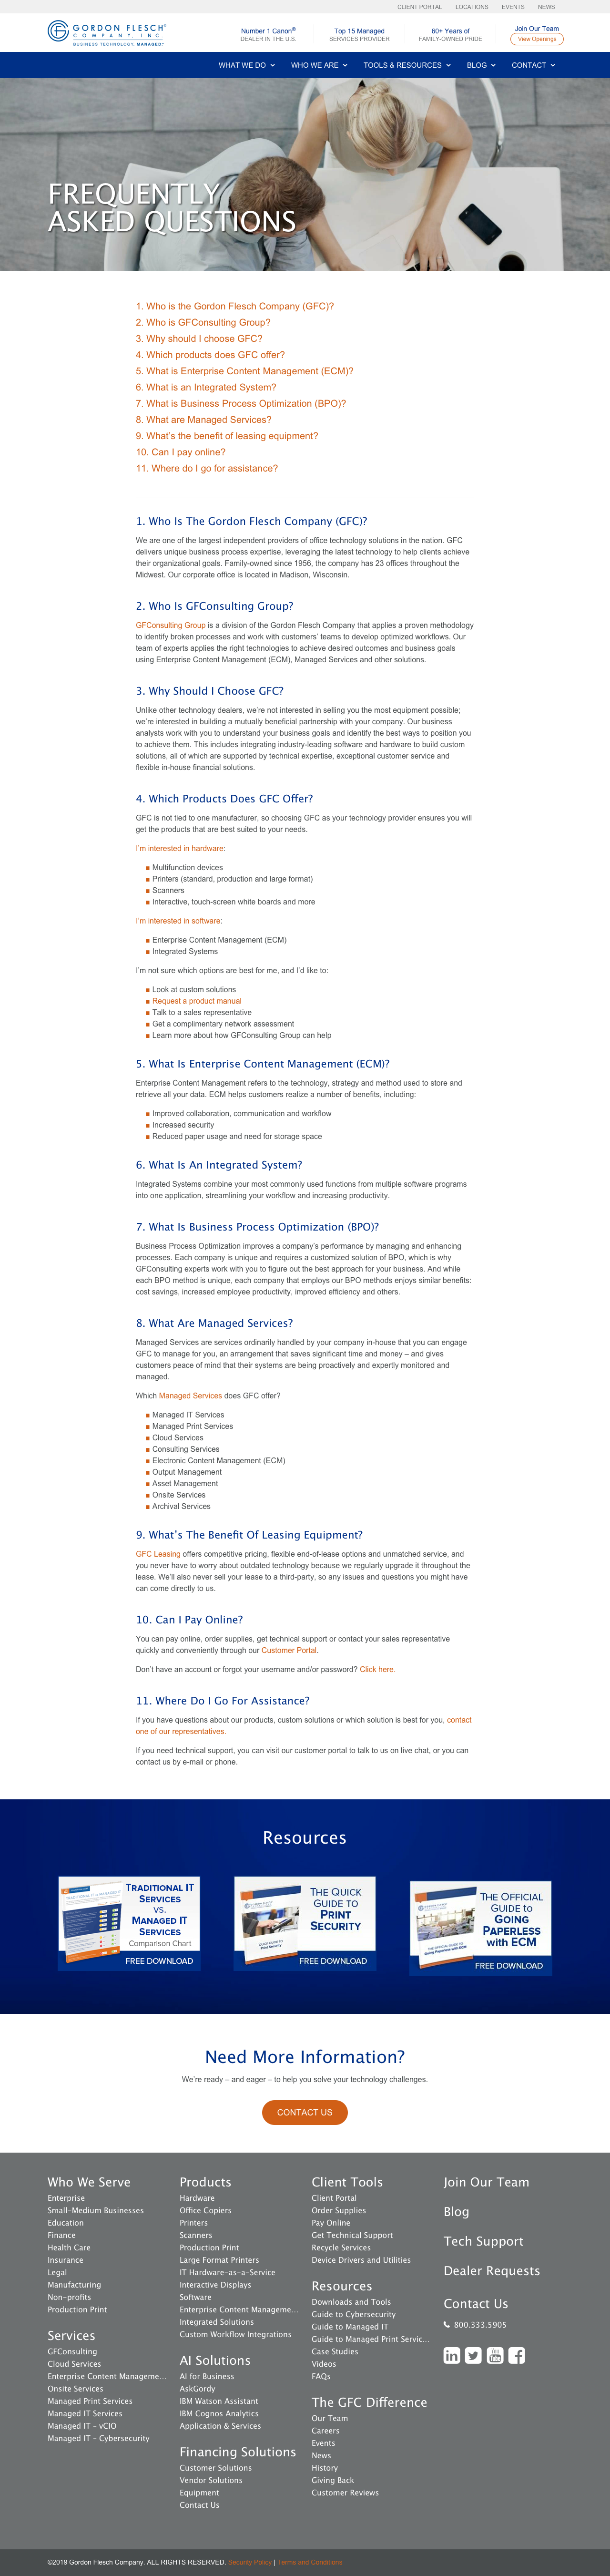 CLIENT PORTAL LOCATIONS EVENTS NEWS
GORDON FLESCH®
COMPANY, INC.
BUSINESS TECHNOLOGY. MANAGED®
Number 1 Canon®
DEALER IN THE U.S.
Top 15 Managed
SERVICES PROVIDER
60+ Years of
FAMILY-OWNED PRIDE
Join Our Team
View Openings
WHAT WE DO WHO WE ARE TOOLS & RESOURCES BLOG CONTACT
FREQUENTLY
ASKED QUESTIONS
1. Who is the Gordon Flesch Company (GFC)?
2. Who is GFConsulting Group?
3. Why should I choose GFC?
4. Which products does GFC offer?
5. What is Enterprise Content Management (ECM)?
6. What is an Integrated System?
7. What is Business Process Optimization (BPO)?
8. What are Managed Services?
9. What's the benefit of leasing equipment?
10. Can I pay online?
11. Where do I go for assistance?
1. Who Is The Gordon Flesch Company (GFC)?
We are one of the largest independent providers of office technology solutions in the nation. GFC
delivers unique business process expertise, leveraging the latest technology to help clients achieve
their organizational goals. Family-owned since 1956, the company has 23 offices throughout the
Midwest. Our corporate office is located in Madison, Wisconsin.
2. Who Is GFConsulting Group?
GFConsulting Group is a division of the Gordon Flesch Company that applies a proven methodology
to identify broken processes and work with customers' teams to develop optimized workflows. Our
team of experts applies the right technologies to achieve desired outcomes and business goals
using Enterprise Content Management (ECM), Managed Services and other solutions.
3. Why Should I Choose GFC?
Unlike other technology dealers, we're not interested in selling you the most equipment possible;
we're interested in building a mutually beneficial partnership with your company. Our business
analysts work with you to understand your business goals and identify the best ways to position you
to achieve them. This includes integrating industry-leading software and hardware to build custom
solutions, all of which are supported by technical expertise, exceptional customer service and
flexible in-house financial solutions.
4. Which Products Does GFC Offer?
GFC is not tied to one manufacturer, so choosing GFC as your technology provider ensures you will
get the products that are best suited to your needs.
I'm interested in hardware:
Multifunction devices
Printers (standard, production and large format)
Scanners
Interactive, touch-screen white boards and more
I'm interested in software:
Enterprise Content Management (ECM)
Integrated Systems
I'm not sure which options are best for me, and I'd like to:
Look at custom solutions
Request a product manual
Talk to a sales representative
Get a complimentary network assessment
Learn more about how GFConsulting Group can help
5. What Is Enterprise Content Management (ECM)?
Enterprise Content Management refers to the technology, strategy and method used to store and
retrieve all your data. ECM helps customers realize a number of benefits, including:
Improved collaboration, communication and workflow
Increased security
Reduced paper usage and need for storage space
6. What Is An Integrated System?
Integrated Systems combine your most commonly used functions from multiple software programs
into one application, streamlining your workflow and increasing productivity.
7. What Is Business Process Optimization (BPO)?
Business Process Optimization improves a company's performance by managing and enhancing
processes. Each company is unique and requires a customized solution of BPO, which is why
GFConsulting experts work with you to figure out the best approach for your business. And while
each BPO method is unique, each company that employs our BPO methods enjoys similar benefits:
cost savings, increased employee productivity, improved efficiency and others.
8. What Are Managed Services?
Managed Services are services ordinarily handled by your company in-house that you can engage
GFC to manage for you, an arrangement that saves significant time and money – and gives
customers peace of mind that their systems are being proactively and expertly monitored and
managed.
Which Managed Services does GFC offer?
Managed IT Services
Managed Print Services
Cloud Services
Consulting Services
Electronic Content Management (ECM)
Output Management
Asset Management
Onsite Services
Archival Services
9. What's The Benefit Of Leasing Equipment?
GFC Leasing offers competitive pricing, flexible end-of-lease options and unmatched service, and
you never have to worry about outdated technology because we regularly upgrade it throughout the
lease. We'll also never sell your lease to a third-party, so any issues and questions you might have
can come directly to us.
10. Can I Pay Online?
You can pay online, order supplies, get technical support or contact your sales representative
quickly and conveniently through our Customer Portal.
Don't have an account or forgot your username and/or password? Click here.
11. Where Do I Go For Assistance?
If you have questions about our products, custom solutions or which solution is best for you, contact
one of our representatives.
If you need technical support, you can visit our customer portal to talk to us on live chat, or you can
contact us by e-mail or phone.
Resources
TRADITIONAL IT
SERVICES
VS.
MANAGED IT
SERVICES
Comparison Chart
FREE DOWNLOAD
THE QUICK
GUIDE TO
PRINT
SECURITY
FREE DOWNLOAD
THE OFFICIAL
GUIDE to
GOING
PAPERLESS
with ECM
FREE DOWNLOAD
Need More Information?
We're ready – and eager – to help you solve your technology challenges.
CONTACT US
Who We Serve
Enterprise
Small-Medium Businesses
Education
Finance
Health Care
Insurance
Legal
Manufacturing
Non-profits
Production Print
Services
GFConsulting
Cloud Services
Enterprise Content Manageme...
Onsite Services
Managed Print Services
Managed IT Services
Managed IT - vCIO
Managed IT - Cybersecurity
Products
Hardware
Office Copiers
Printers
Scanners
Production Print
Large Format Printers
IT Hardware-as-a-Service
Interactive Displays
Software
Enterprise Content Manageme...
Integrated Solutions
Custom Workflow Integrations
AI Solutions
AI for Business
AskGordy
IBM Watson Assistant
IBM Cognos Analytics
Application & Services
Financing Solutions
Customer Solutions
Vendor Solutions
Equipment
Contact Us
Client Tools
Client Portal
Order Supplies
Pay Online
Get Technical Support
Recycle Services
Device Drivers and Utilities
Resources
Downloads and Tools
Guide to Cybersecurity
Guide to Managed IT
Guide to Managed Print Servic...
Case Studies
Videos
FAQs
The GFC Difference
Our Team
Careers
Events
News
History
Giving Back
Customer Reviews
Join Our Team
Blog
Tech Support
Dealer Requests
Contact Us
800.333.5905
©2019 Gordon Flesch Company. ALL RIGHTS RESERVED. Security Policy | Terms and Conditions